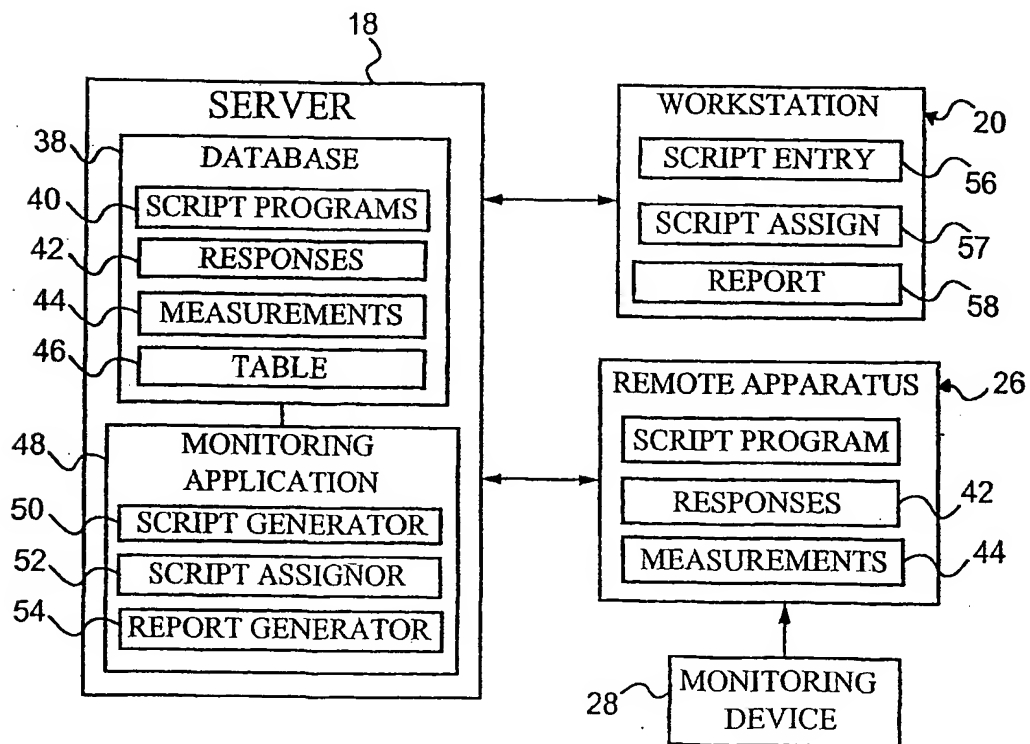 18
SERVER
38
DATABASE
40
SCRIPT PROGRAMS
42
RESPONSES
44
MEASUREMENTS
46
TABLE
48
MONITORING
APPLICATION
50
SCRIPT GENERATOR
52
SCRIPT ASSIGNOR
54
REPORT GENERATOR
WORKSTATION
20
SCRIPT ENTRY
56
SCRIPT ASSIGN
57
REPORT
58
REMOTE APPARATUS
26
SCRIPT PROGRAM
RESPONSES
42
MEASUREMENTS
44
28
MONITORING
DEVICE